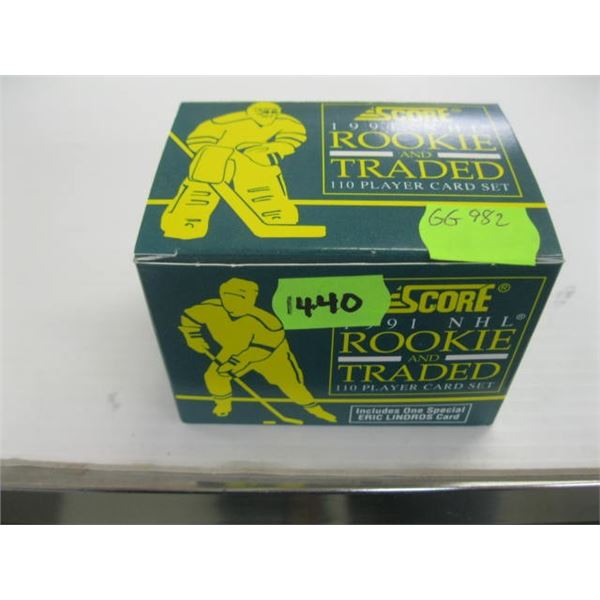 SCORE®
1991 NHL
ROOKIE
AND
TRADED
110 PLAYER CARD SET
GG 982
1440
SCORE®
1991 NHL®
ROOKIE
AND
TRADED
110 PLAYER CARD SET
Includes One Special
ERIC LINDROS Card